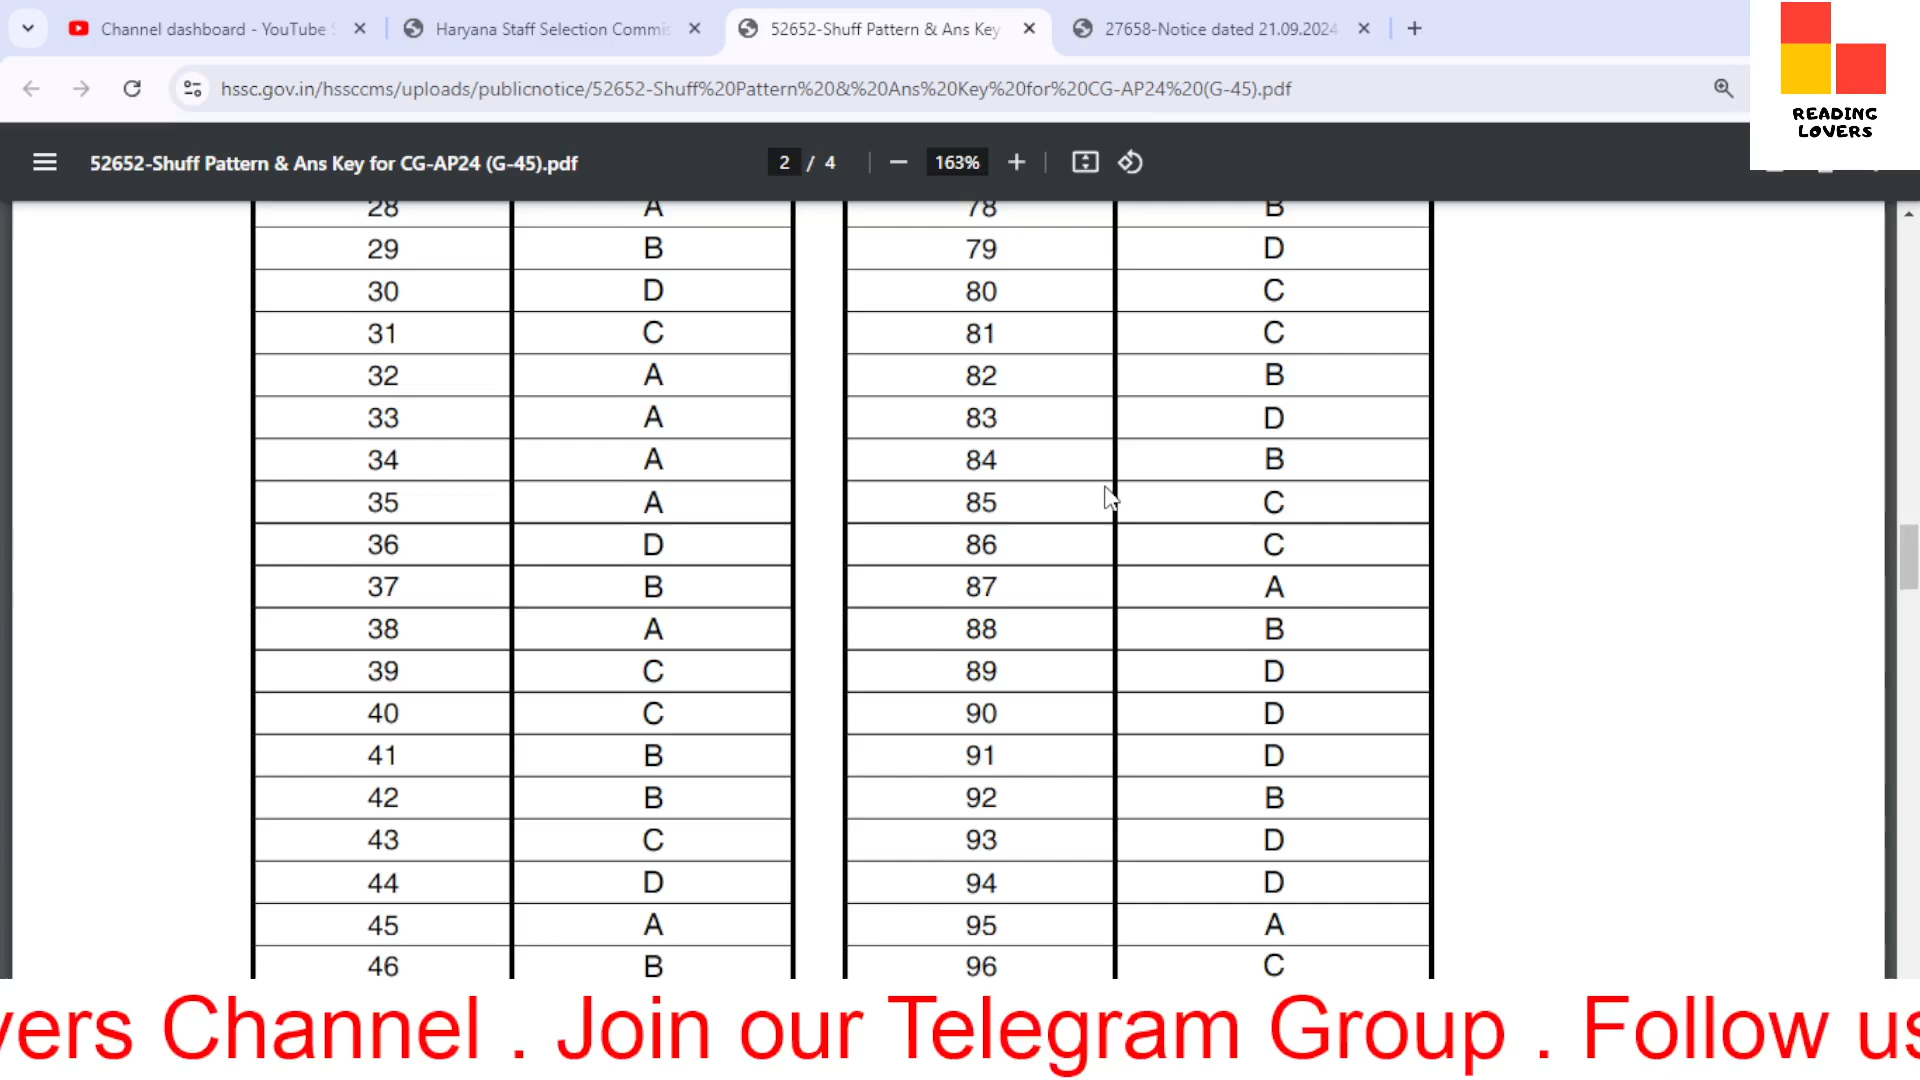 Channel dashboard - YouTube
Haryana Staff Selection Commis
52652-Shuff Pattern & Ans Key
27658-Notice dated 21.09.2024
hssc.gov.in/hssccms/uploads/publicnotice/52652-Shuff%20Pattern%20&%20Ans%20Key%20for%20CG-AP24%20(G-45).pdf
READING
LOVERS
52652-Shuff Pattern & Ans Key for CG-AP24 (G-45).pdf
2 / 4
163%
28 A 78 B
29 B 79 D
30 D 80 C
31 C 81 C
32 A 82 B
33 A 83 D
34 A 84 B
35 A 85 C
36 D 86 C
37 B 87 A
38 A 88 B
39 C 89 D
40 C 90 D
41 B 91 D
42 B 92 B
43 C 93 D
44 D 94 D
45 A 95 A
46 B 96 C
vers Channel . Join our Telegram Group . Follow us